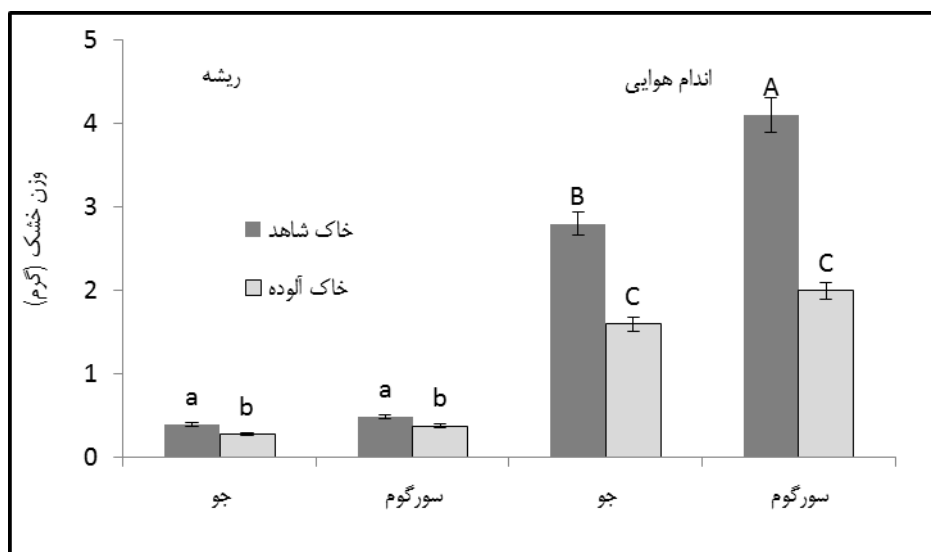 5
4
3
2
1
0
وزن خشک (گرم)
ریشه
اندام هوایی
خاک شاهد
خاک آلوده
a
b
a
b
B
C
A
C
جو
سورگوم
جو
سورگوم